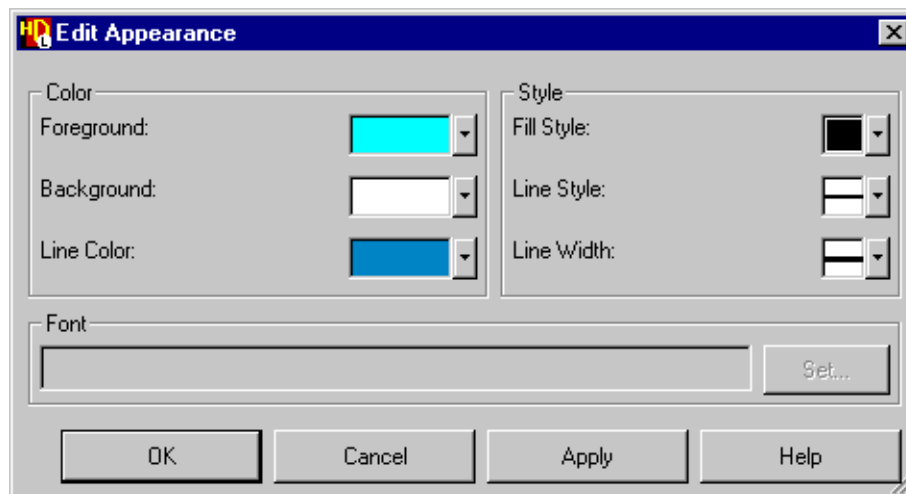 HDL Edit Appearance
Color
Foreground:
Background:
Line Color:
Style
Fill Style:
Line Style:
Line Width:
Font
Set...
OK Cancel Apply Help